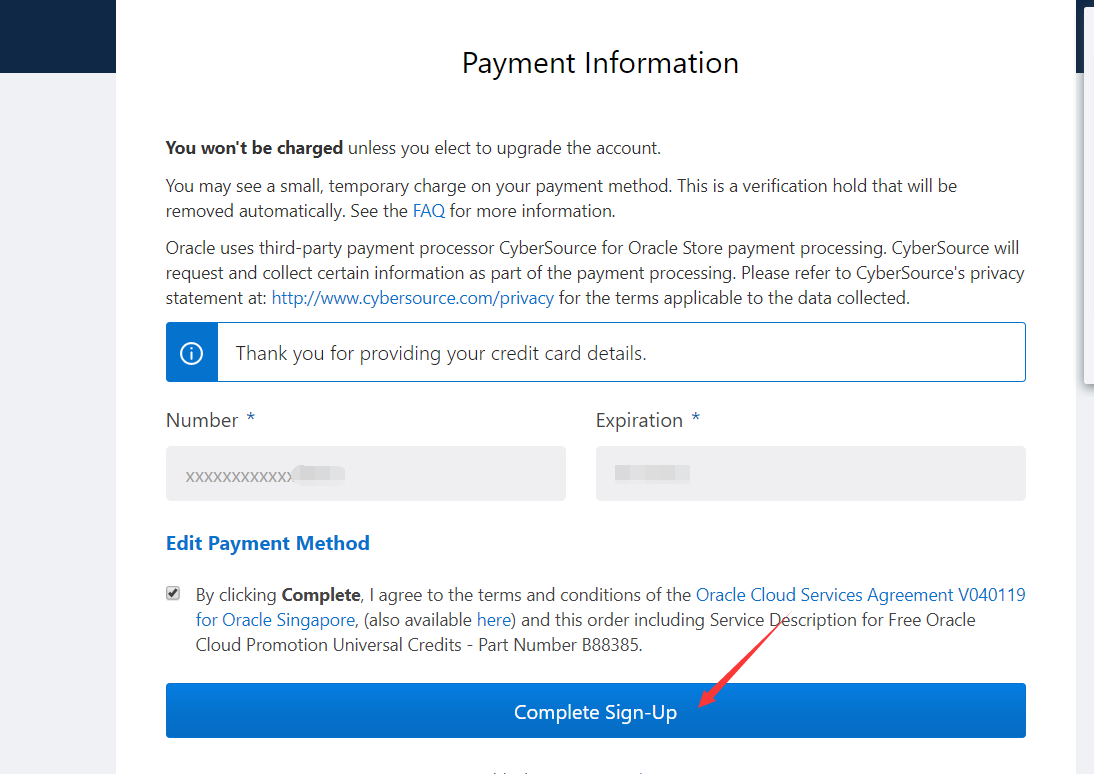 Payment Information
You won't be charged unless you elect to upgrade the account.
You may see a small, temporary charge on your payment method. This is a verification hold that will be
removed automatically. See the FAQ for more information.
Oracle uses third-party payment processor CyberSource for Oracle Store payment processing. CyberSource will
request and collect certain information as part of the payment processing. Please refer to CyberSource's privacy
statement at: http://www.cybersource.com/privacy for the terms applicable to the data collected.
Thank you for providing your credit card details.
Number *
Expiration *
xxxxxxxxxxxx
Edit Payment Method
By clicking Complete, I agree to the terms and conditions of the Oracle Cloud Services Agreement V040119
for Oracle Singapore, (also available here) and this order including Service Description for Free Oracle
Cloud Promotion Universal Credits - Part Number B88385.
Complete Sign-Up